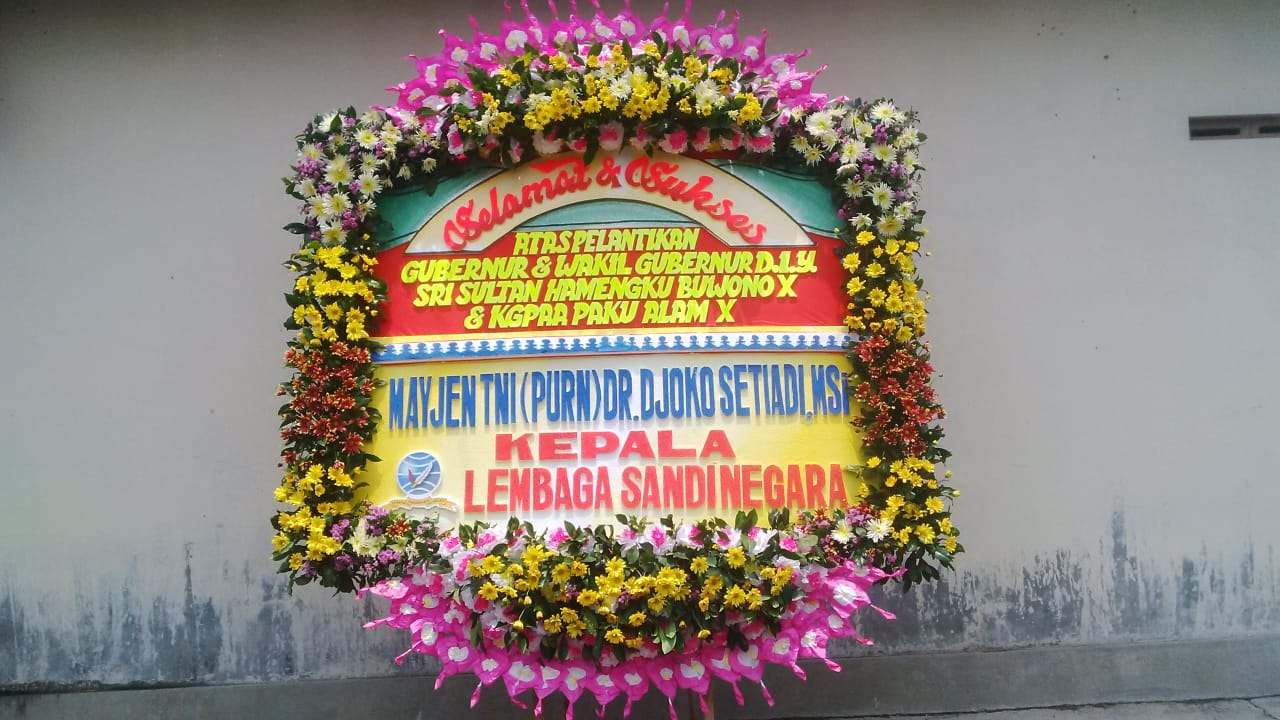 Selamat & Sukses
ATAS PELANTIKAN
GUBERNUR & WAKIL GUBERNUR D.I.Y.
SRI SULTAN HAMENGKU BUWONO X
& KGPAA PAKU ALAM X
MAYJEN TNI (PURN) DR. DJOKO SETIADI, MSi
KEPALA
LEMBAGA SANDI NEGARA